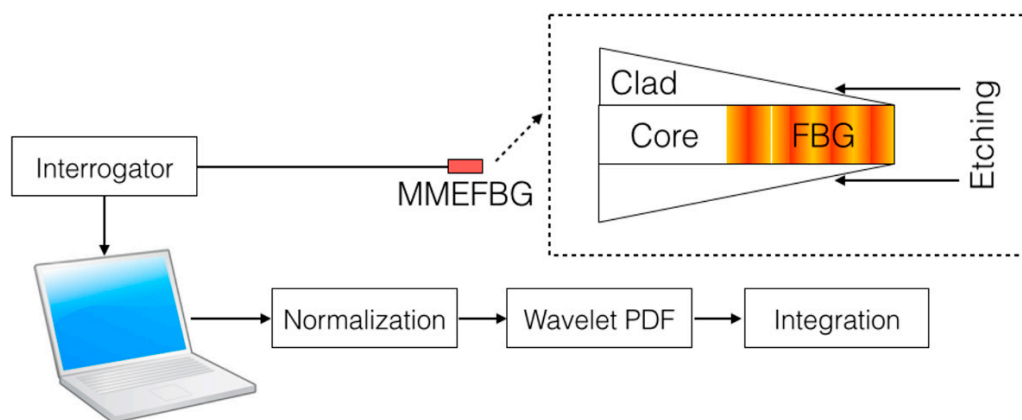 Clad
Core
FBG
Etching
Interrogator
MMEFBG
Normalization
Wavelet PDF
Integration